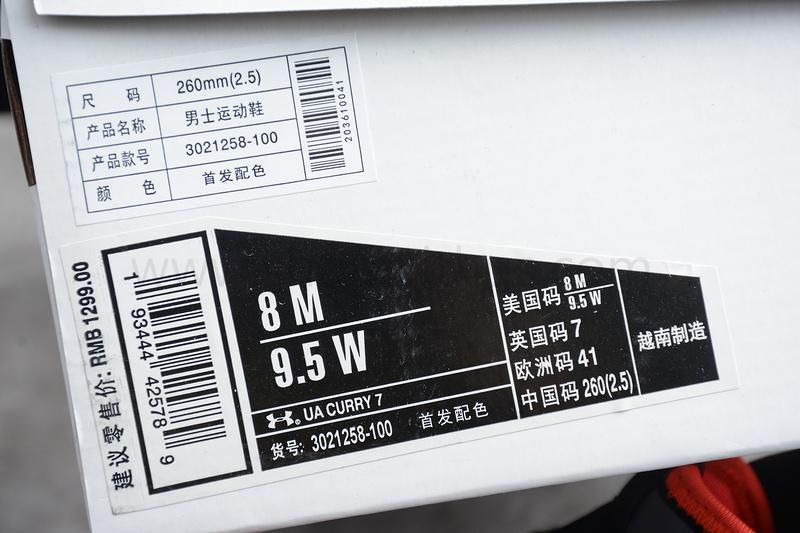 尺 码 260mm(2.5)
产品名称 男士运动鞋
产品款号 3021258-100
颜 色 首发配色
203610041
建议零售价: RMB 1299.00
1 93444 42578 9
8 M
9.5 W
UA CURRY 7
货号: 3021258-100 首发配色
美国码 8 M
9.5 W
英国码 7
欧洲码 41
中国码 260(2.5)
越南制造